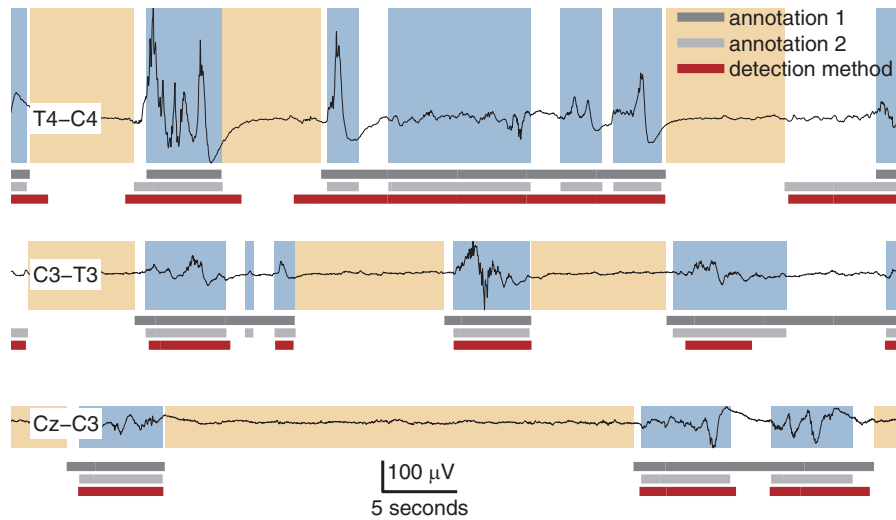 annotation 1
annotation 2
detection method
T4–C4
C3–T3
Cz–C3
100 μV
5 seconds